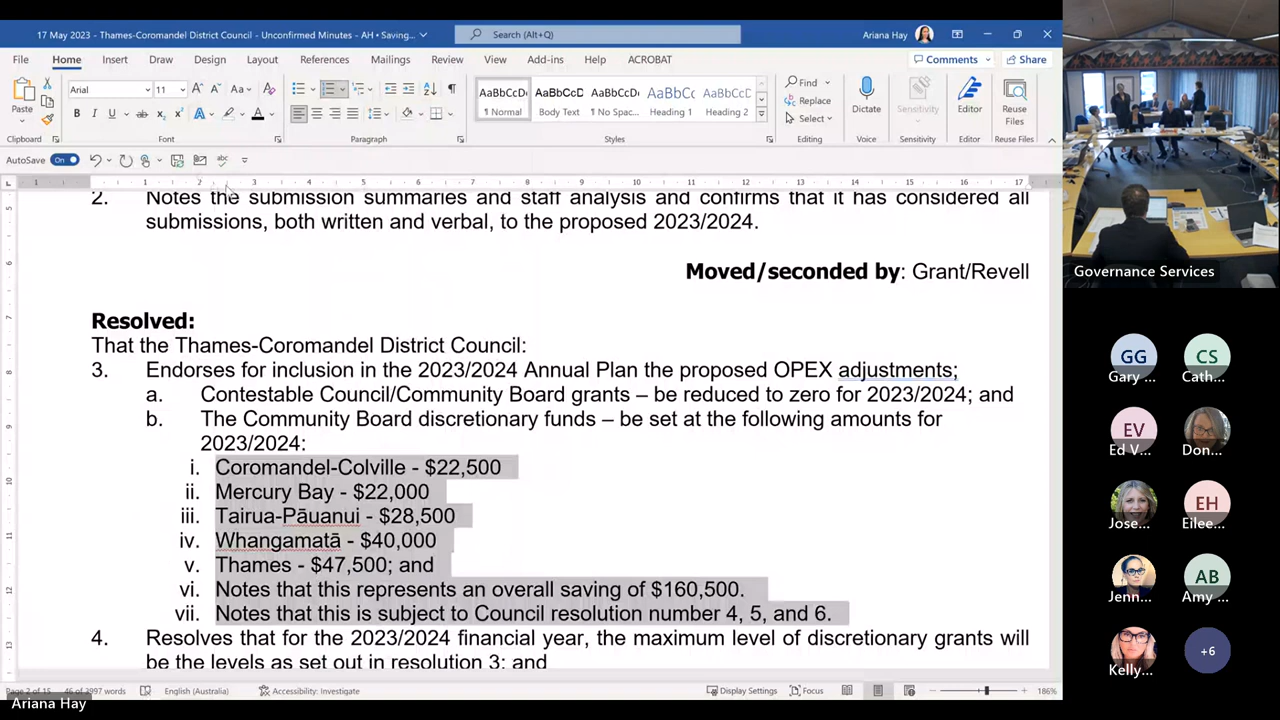 17 May 2023 - Thames-Coromandel District Council - Unconfirmed Minutes - AH • Saving...
Search (Alt+Q)
Ariana Hay
File Home Insert Draw Design Layout References Mailings Review View Add-ins Help ACROBAT
Comments Share
Paste
Arial 11
Clipboard
Font
Paragraph
AaBbCcDc AaBbCcD AaBbCcDc AaBbCc AaBbCcD
¶ Normal Body Text ¶ No Spac... Heading 1 Heading 2
Styles
Find
Replace
Select
Editing
Dictate
Voice
Sensitivity
Sensitivity
Editor
Editor
Reuse Files
Reuse Files
AutoSave On
2. Notes the submission summaries and staff analysis and confirms that it has considered all
submissions, both written and verbal, to the proposed 2023/2024.
Moved/seconded by: Grant/Revell
Resolved:
That the Thames-Coromandel District Council:
3. Endorses for inclusion in the 2023/2024 Annual Plan the proposed OPEX adjustments;
a. Contestable Council/Community Board grants – be reduced to zero for 2023/2024; and
b. The Community Board discretionary funds – be set at the following amounts for
2023/2024:
i. Coromandel-Colville - $22,500
ii. Mercury Bay - $22,000
iii. Tairua-Pāuanui - $28,500
iv. Whangamatā - $40,000
v. Thames - $47,500; and
vi. Notes that this represents an overall saving of $160,500.
vii. Notes that this is subject to Council resolution number 4, 5, and 6.
4. Resolves that for the 2023/2024 financial year, the maximum level of discretionary grants will
be the levels as set out in resolution 3; and
Page 2 of 15 46 of 3997 words English (Australia) Accessibility: Investigate Display Settings Focus 186%
Ariana Hay
Governance Services
GG CS
Gary ... Cath...
EV
Ed V... Don...
EH
Jose... Eilee...
AB
Jenn... Amy ...
+6
Kelly...